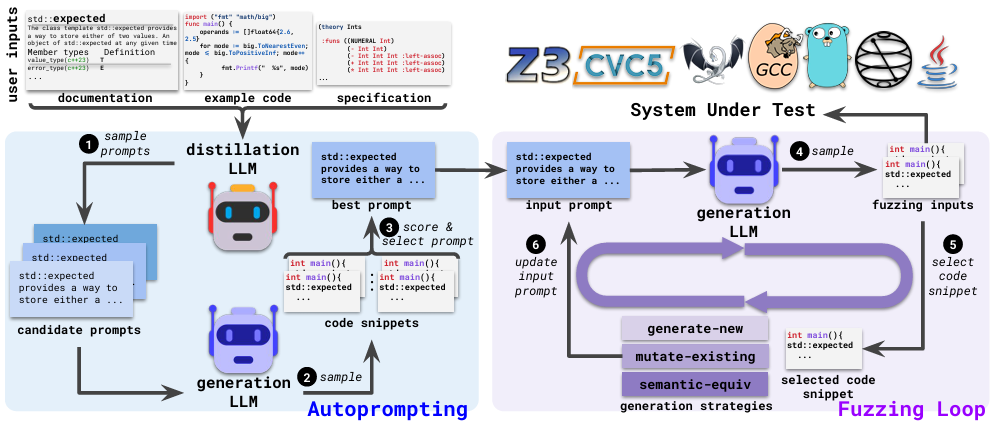 user inputs
std::expected
The class template std::expected provides
a way to store either of two values. An
object of std::expected at any given time
Member types Definition
value_type(c++23) T
error_type(c++23) E
...
documentation
import ("fmt" "math/big")
func main() {
operands := []float64{2.6,
2.5}
for mode := big.ToNearestEven;
mode ≤ big.ToPositiveInf; mode++
{
fmt.Printf(" %s", mode)
}
}
example code
(theory Ints
:funs ((NUMERAL Int)
(- Int Int)
(- Int Int Int :left-assoc)
(+ Int Int Int :left-assoc)
(* Int Int Int :left-assoc)
...
specification
Z3
CVC5
GCC
Java
System Under Test
1 sample
prompts
distillation
LLM
std::expected
std::expected
std::expected
provides a way to
store either a ...
candidate prompts
generation
LLM
2 sample
int main(){
int main(){
std::expected
...
:
int main(){
int main(){
std::expected
...
code snippets
3 score &
select prompt
std::expected
provides a way to
store either a ...
best prompt
Autoprompting
std::expected
provides a way to
store either a ...
input prompt
generation
LLM
4 sample
int main(){
int main(){
std::expected
...
fuzzing inputs
5
select
code
snippet
int main(){
std::expected
...
selected code
snippet
6
update
input
prompt
generate-new
mutate-existing
semantic-equiv
generation strategies
Fuzzing Loop